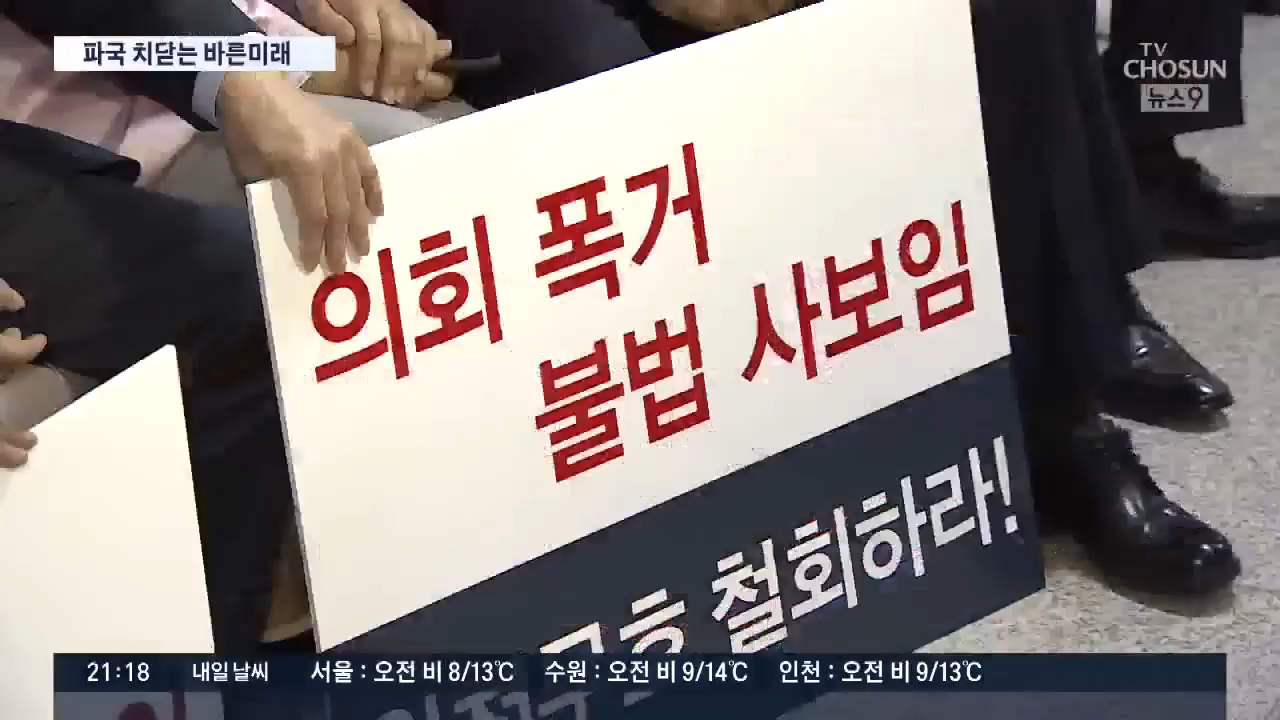 파국 치닫는 바른미래
TV
CHOSUN
뉴스9
의회 폭거
불법 사보임
철회하라!
21:18 내일 날씨 서울 : 오전 비 8/13℃ 수원 : 오전 비 9/14℃ 인천 : 오전 비 9/13℃